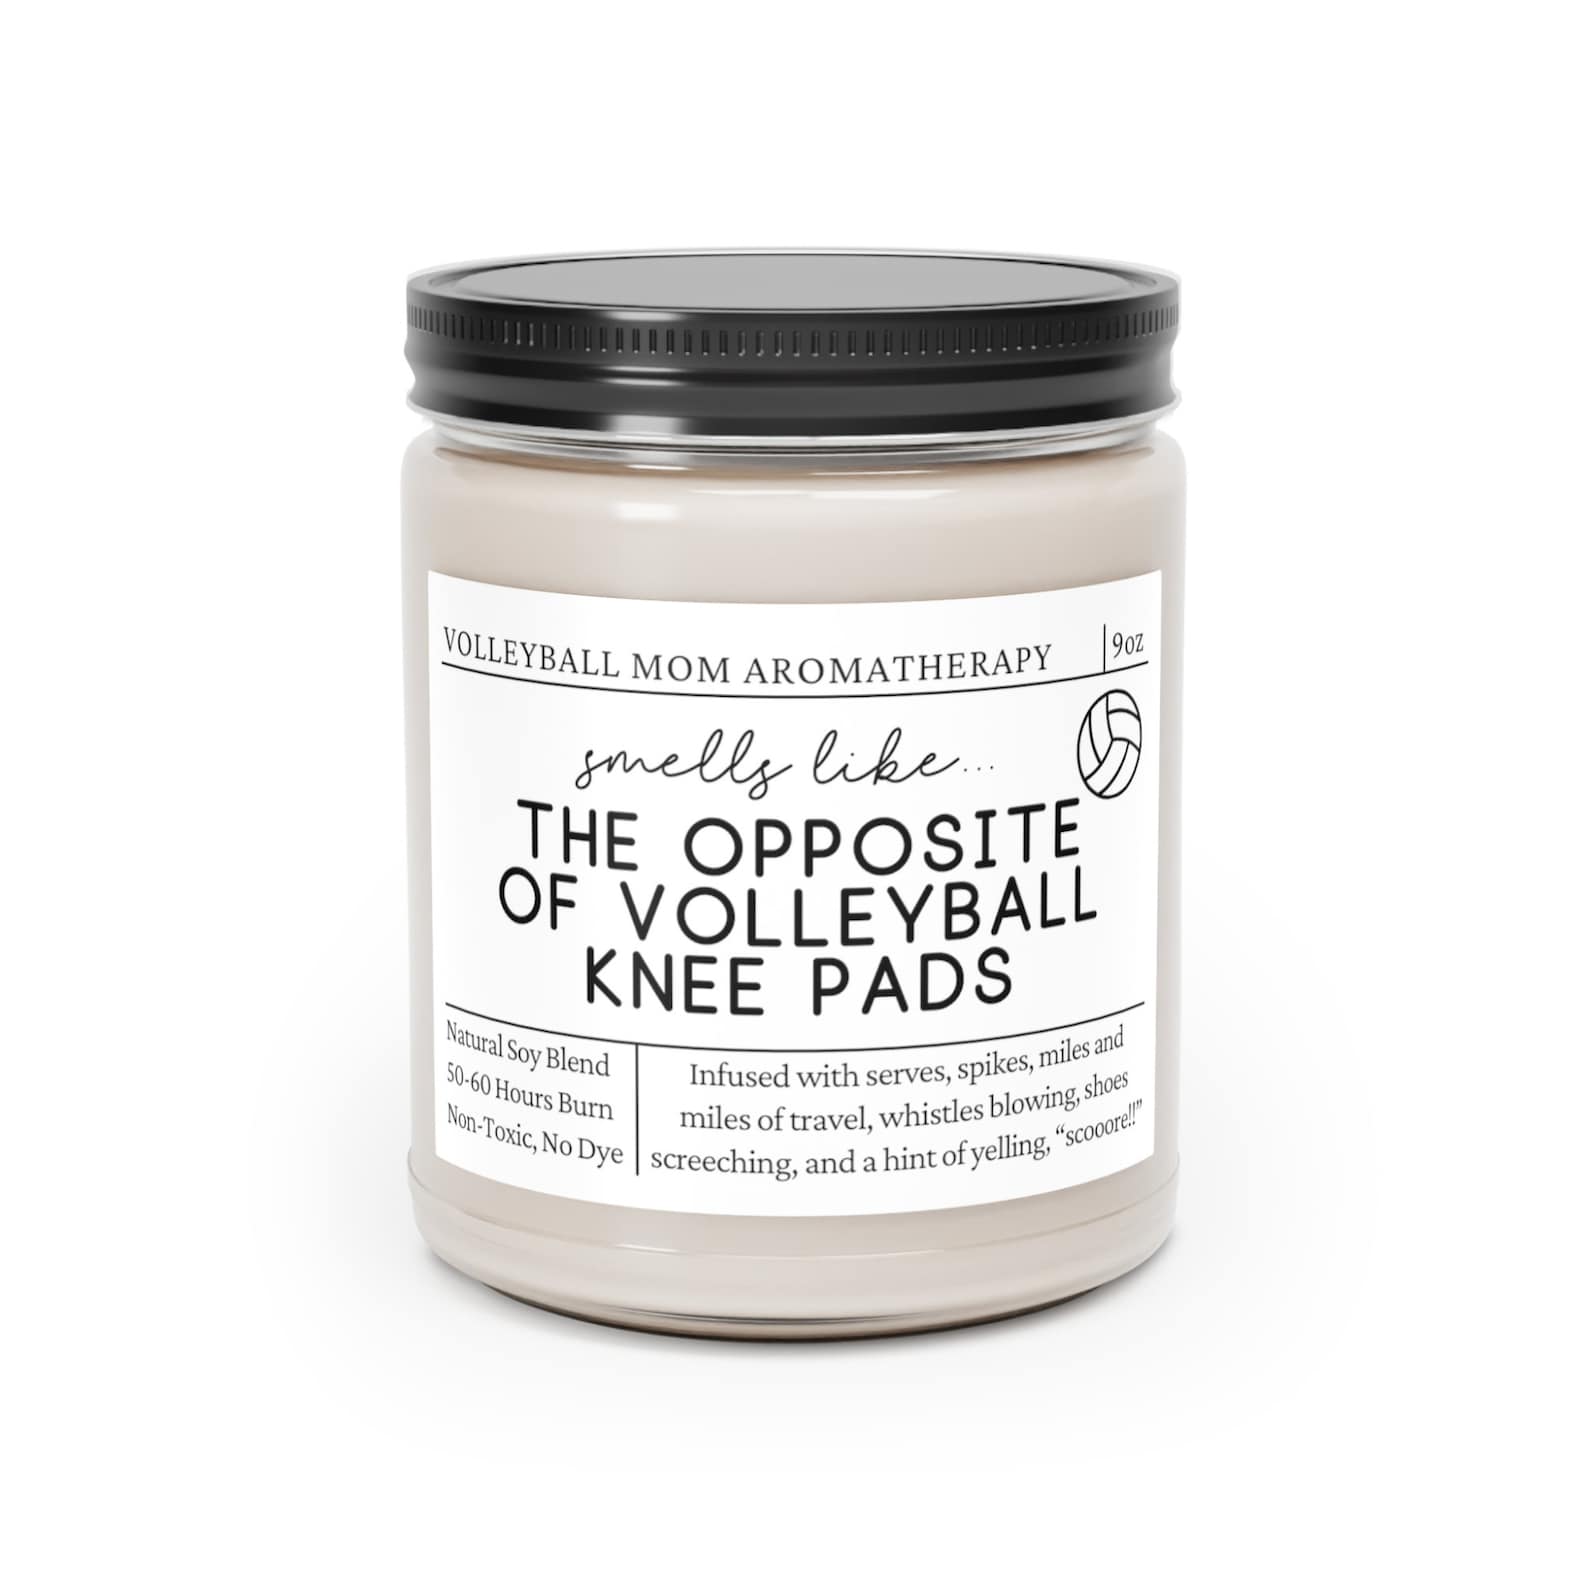 VOLLEYBALL MOM AROMATHERAPY | 9oz
smells like...
THE OPPOSITE
OF VOLLEYBALL
KNEE PADS
Natural Soy Blend
50-60 Hours Burn
Non-Toxic, No Dye
Infused with serves, spikes, miles and
miles of travel, whistles blowing, shoes
screeching, and a hint of yelling, “scooore!!”